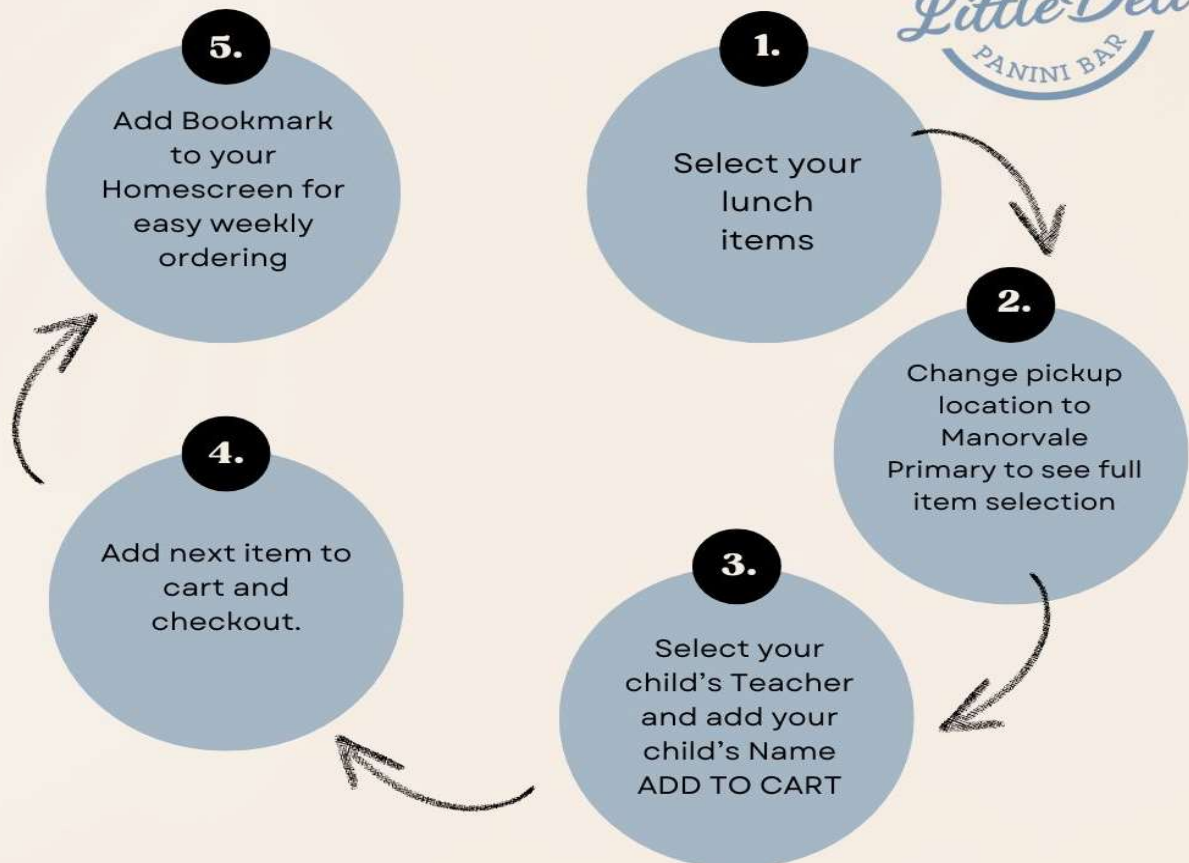 Little Deli
PANINI BAR
1.
Select your
lunch
items
2.
Change pickup
location to
Manorvale
Primary to see full
item selection
3.
Select your
child's Teacher
and add your
child's Name
ADD TO CART
4.
Add next item to
cart and
checkout.
5.
Add Bookmark
to your
Homescreen for
easy weekly
ordering